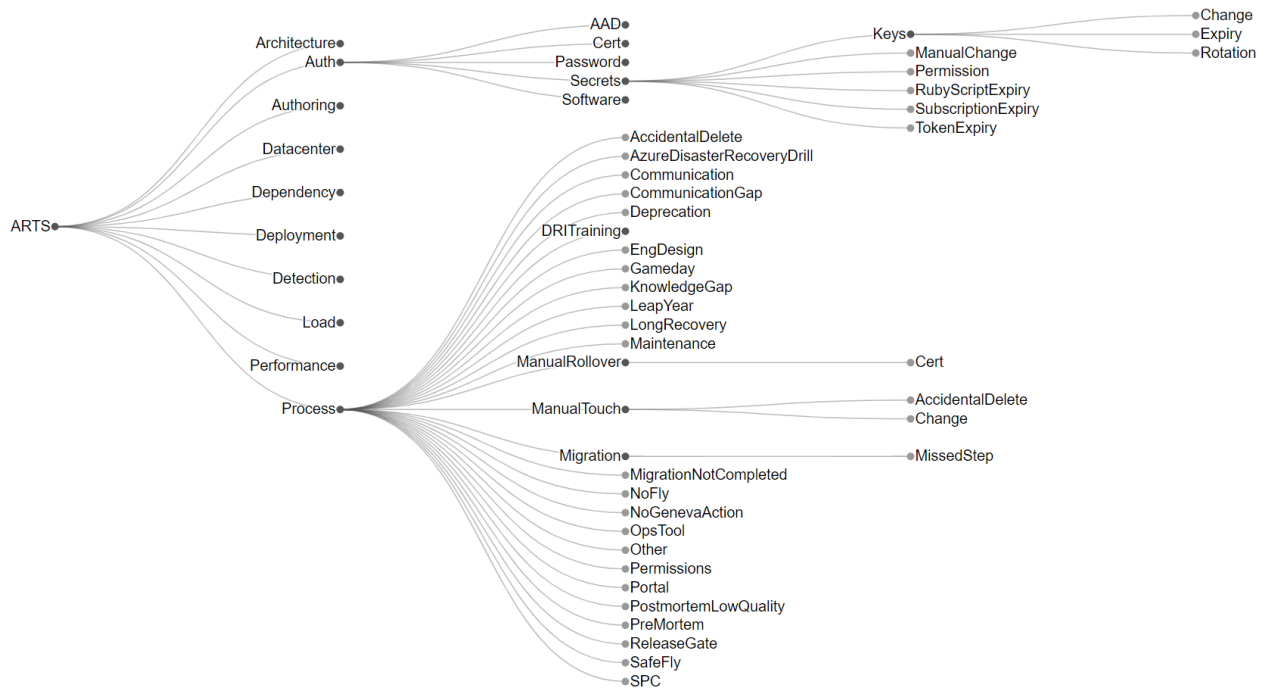 AAD
Change
Keys
Expiry
Architecture
Cert
ManualChange
Rotation
Auth
Password
Permission
Secrets
RubyScriptExpiry
Software
SubscriptionExpiry
Authoring
TokenExpiry
AccidentalDelete
Datacenter
AzureDisasterRecoveryDrill
Communication
Dependency
CommunicationGap
Deprecation
ARTS
DRITraining
Deployment
EngDesign
Gameday
Detection
KnowledgeGap
LeapYear
Load
LongRecovery
Maintenance
Performance
ManualRollover
Cert
AccidentalDelete
Process
ManualTouch
Change
Migration
MissedStep
MigrationNotCompleted
NoFly
NoGenevaAction
OpsTool
Other
Permissions
Portal
PostmortemLowQuality
PreMortem
ReleaseGate
SafeFly
SPC